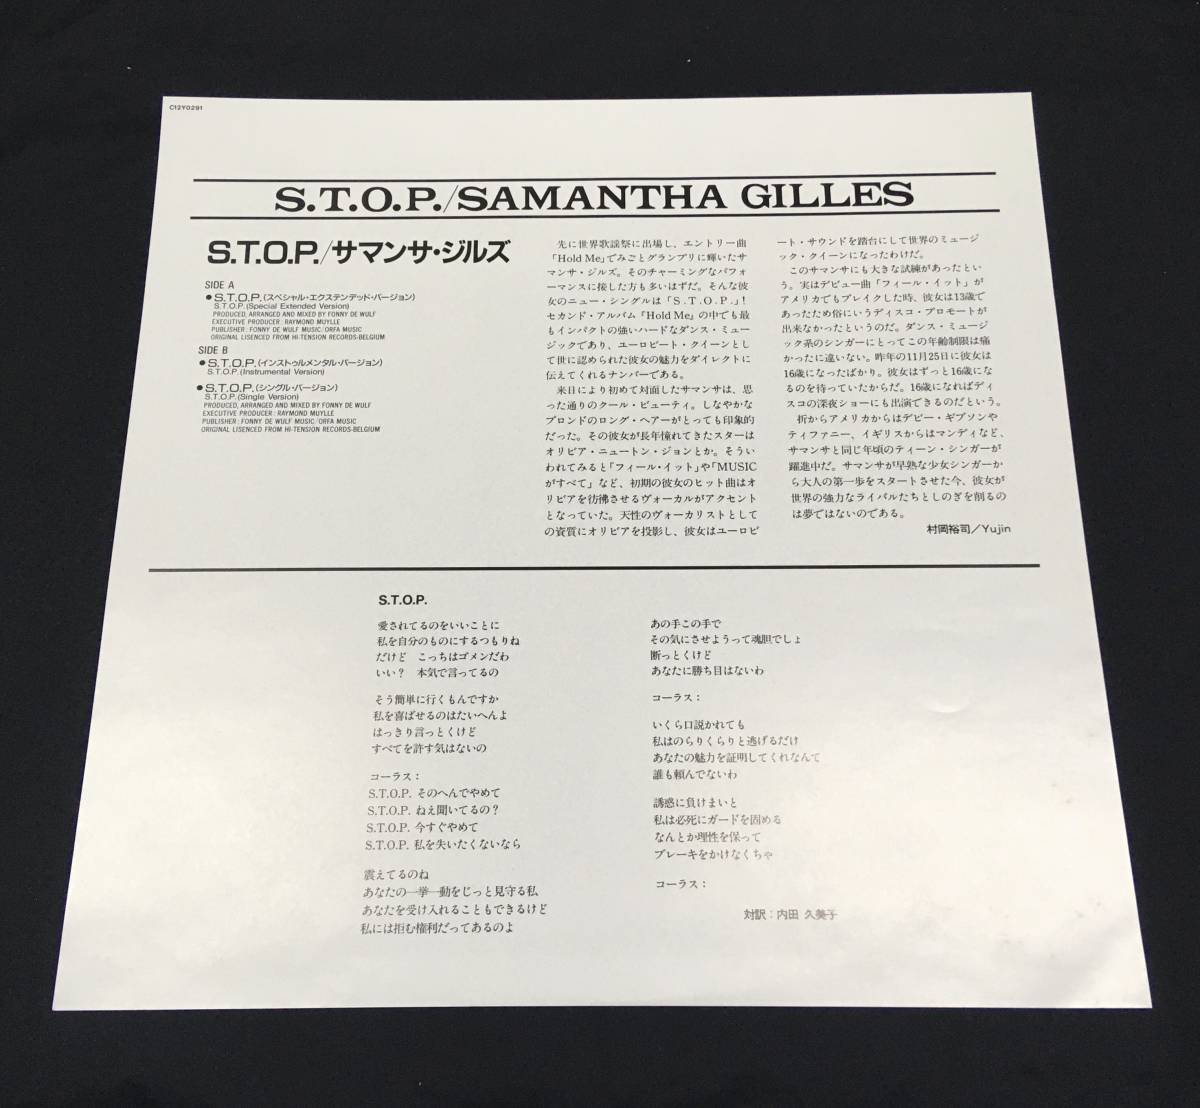 C12Y0291
S.T.O.P./SAMANTHA GILLES
S.T.O.P./サマンサ・ジルズ
SIDE A
●S.T.O.P.(スペシャル・エクステンデッド・バージョン)
S.T.O.P.(Special Extended Version)
PRODUCED, ARRANGED AND MIXED BY FONNY DE WULF
EXECUTIVE PRODUCER: RAYMOND MUYLLE
PUBLISHER: FONNY DE WULF MUSIC/ORFA MUSIC
ORIGINAL LISENCED FROM HI-TENSION RECORDS-BELGIUM
SIDE B
●S.T.O.P.(インストゥルメンタル・バージョン)
S.T.O.P.(Instrumental Version)
●S.T.O.P.(シングル・バージョン)
S.T.O.P.(Single Version)
PRODUCED, ARRANGED AND MIXED BY FONNY DE WULF
EXECUTIVE PRODUCER: RAYMOND MUYLLE
PUBLISHER: FONNY DE WULF MUSIC/ORFA MUSIC
ORIGINAL LISENCED FROM HI-TENSION RECORDS-BELGIUM
先に世界歌謡祭に出場し、エントリー曲
「Hold Me」でみごとグランプリに輝いたサ
マンサ・ジルズ。そのチャーミングなパフォ
ーマンスに接した方も多いはずだ。そんな彼
女のニュー・シングルは「S.T.O.P.」!
セカンド・アルバム『Hold Me』の中でも最
もインパクトの強いハードなダンス・ミュー
ジックであり、ユーロビート・クイーンとし
て世に認められた彼女の魅力をダイレクトに
伝えてくれるナンバーである。
来日により初めて対面したサマンサは、思
った通りのクール・ビューティ。しなやかな
ブロンドのロング・ヘアーがとっても印象的
だった。その彼女が長年憧れてきたスターは
オリビア・ニュートン・ジョンとか。そうい
われてみると「フィール・イット」や「MUSIC
がすべて」など、初期の彼女のヒット曲はオ
リビアを彷彿させるヴォーカルがアクセント
となっていた。天性のヴォーカリストとして
の資質にオリビアを投影し、彼女はユーロビ
ート・サウンドを踏台にして世界のミュージ
ック・クイーンになったわけだ。
このサマンサにも大きな試練があったとい
う。実はデビュー曲「フィール・イット」が
アメリカでもブレイクした時、彼女は13歳で
あったため俗にいうディスコ・プロモートが
出来なかったというのだ。ダンス・ミュージ
ック系のシンガーにとってこの年齢制限は痛
かったに違いない。昨年の11月25日に彼女は
16歳になったばかり。彼女はずっと16歳にな
るのを待っていたからだ。16歳になればディ
スコの深夜ショーにも出演できるのだという。
折からアメリカからはデビー・ギブソンや
ティファニー、イギリスからはマンディなど、
サマンサと同じ年頃のティーン・シンガーが
躍進中だ。サマンサが早熟な少女シンガーか
ら大人の第一歩をスタートさせた今、彼女が
世界の強力なライバルたちとしのぎを削るの
は夢ではないのである。
村岡裕司/Yujin
S.T.O.P.
愛されてるのをいいことに
私を自分のものにするつもりね
だけど こっちはゴメンだわ
いい? 本気で言ってるの
そう簡単に行くもんですか
私を喜ばせるのはたいへんよ
はっきり言っとくけど
すべてを許す気はないの
コーラス:
S.T.O.P. そのへんでやめて
S.T.O.P. ねえ聞いてるの?
S.T.O.P. 今すぐやめて
S.T.O.P. 私を失いたくないなら
震えてるのね
あなたの一挙一動をじっと見守る私
あなたを受け入れることもできるけど
私には拒む権利だってあるのよ
あの手この手で
その気にさせようって魂胆でしょ
断っとくけど
あなたに勝ち目はないわ
コーラス:
いくら口説かれても
私はのらりくらりと逃げるだけ
あなたの魅力を証明してくれなんて
誰も頼んでないわ
誘惑に負けまいと
私は必死にガードを固める
なんとか理性を保って
ブレーキをかけなくちゃ
コーラス:
対訳:内田 久美子